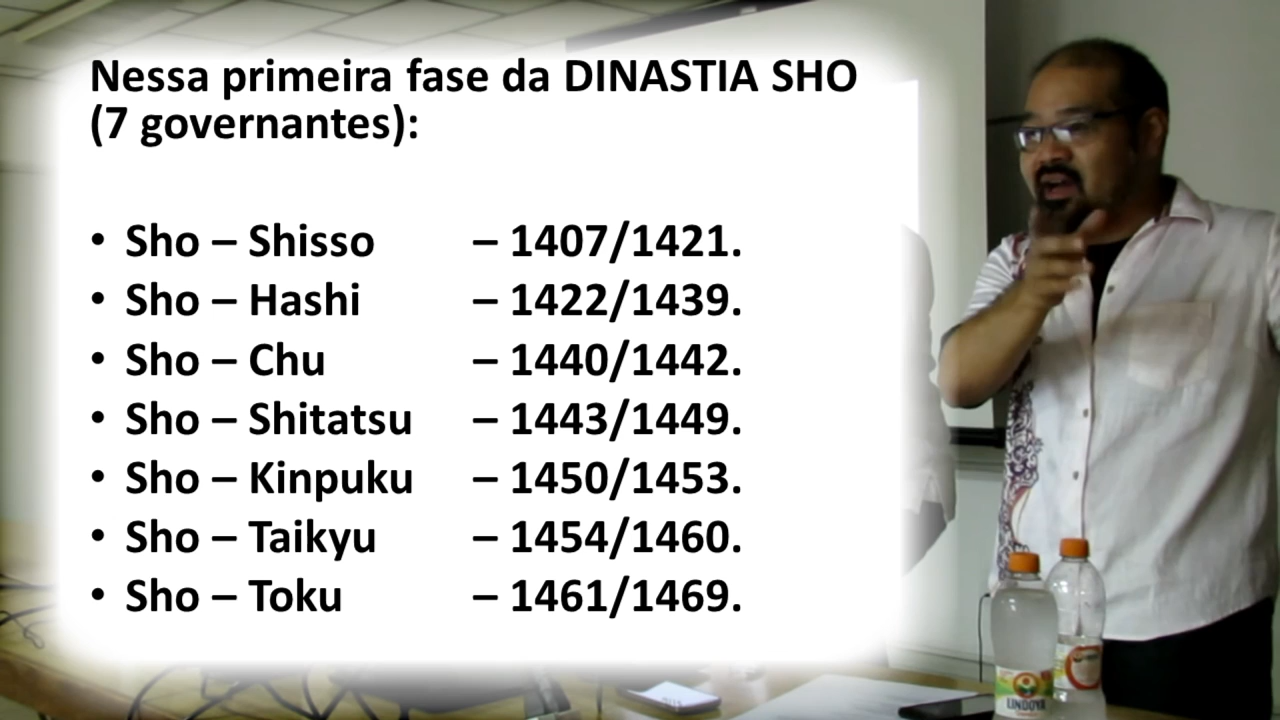 Nessa primeira fase da DINASTIA SHO
(7 governantes):
• Sho – Shisso – 1407/1421.
• Sho – Hashi – 1422/1439.
• Sho – Chu – 1440/1442.
• Sho – Shitatsu – 1443/1449.
• Sho – Kinpuku – 1450/1453.
• Sho – Taikyu – 1454/1460.
• Sho – Toku – 1461/1469.
LINDOYA